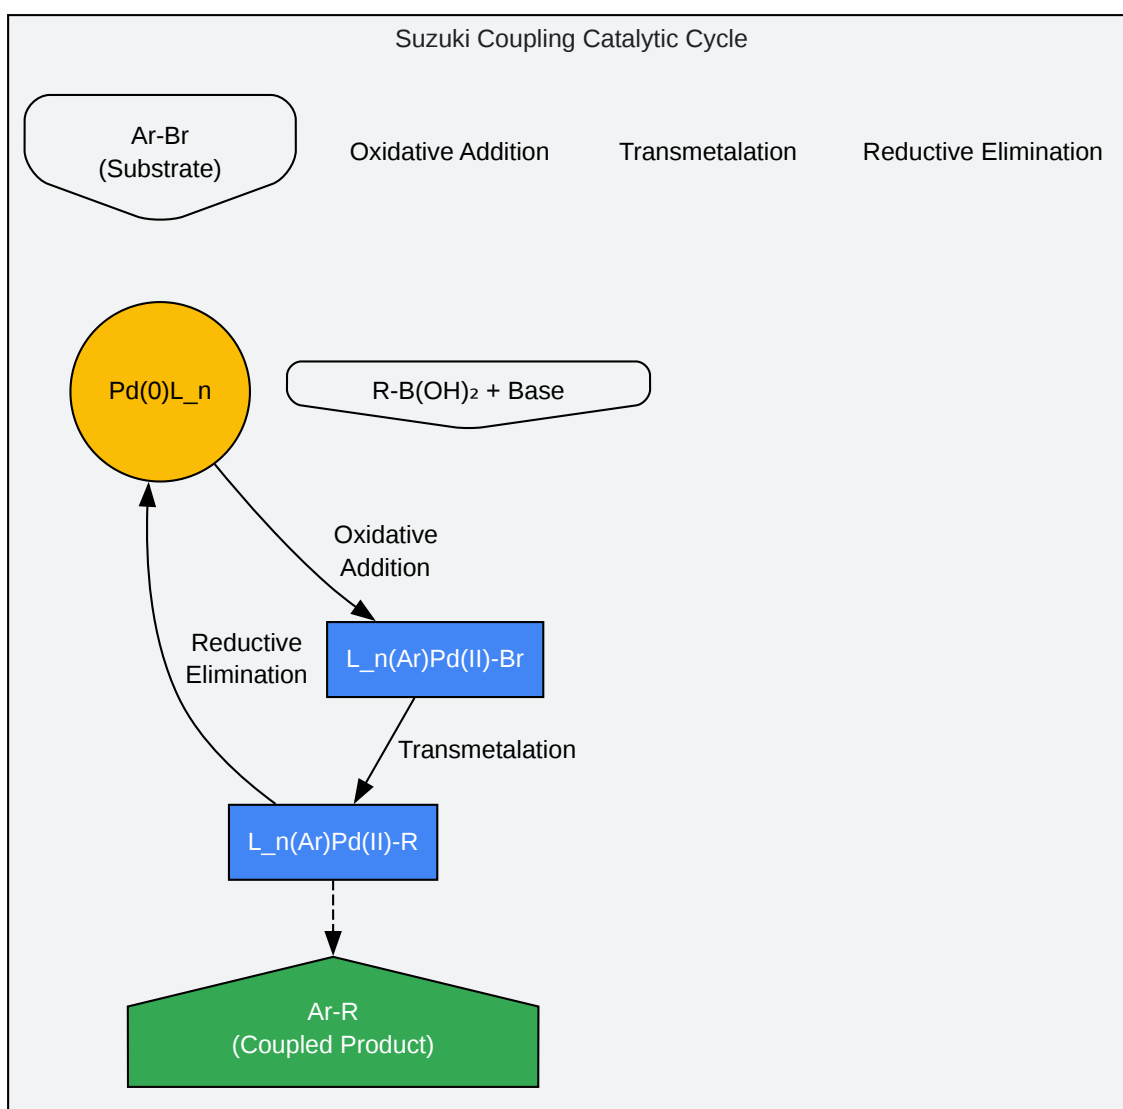 Suzuki Coupling Catalytic Cycle
Ar-Br
(Substrate)
Oxidative Addition
Transmetalation
Reductive Elimination
Pd(0)L_n
R-B(OH)₂ + Base
Oxidative
Addition
Reductive
Elimination
L_n(Ar)Pd(II)-Br
Transmetalation
L_n(Ar)Pd(II)-R
Ar-R
(Coupled Product)